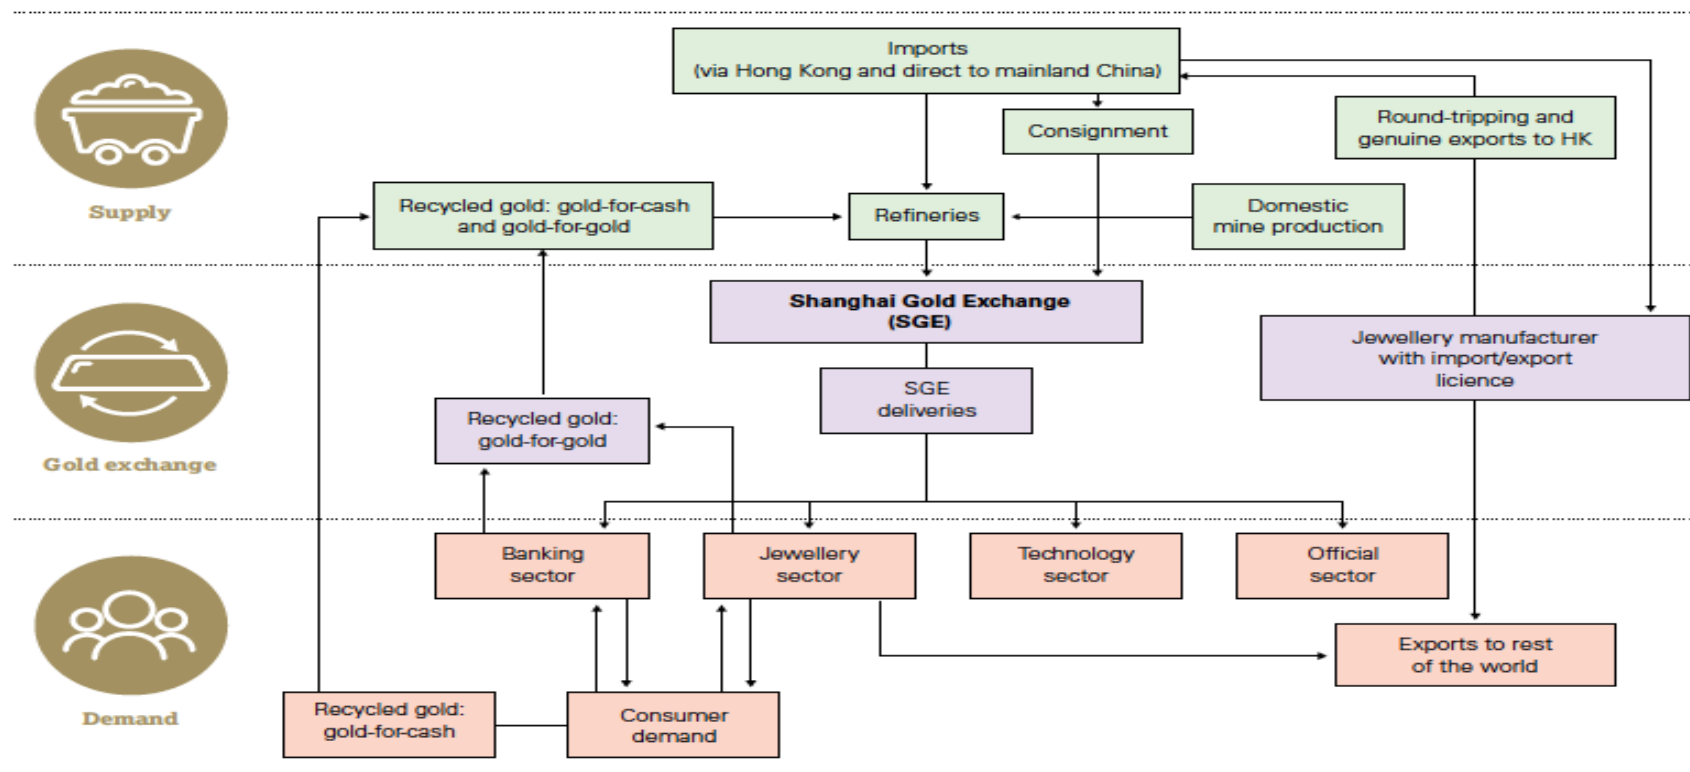 Imports
(via Hong Kong and direct to mainland China)
Consignment
Round-tripping and
genuine exports to HK
Supply
Recycled gold: gold-for-cash
and gold-for-gold
Refineries
Domestic
mine production
Shanghai Gold Exchange
(SGE)
Jewellery manufacturer
with import/export
licience
SGE
deliveries
Recycled gold:
gold-for-gold
Gold exchange
Banking
sector
Jewellery
sector
Technology
sector
Official
sector
Exports to rest
of the world
Demand
Recycled gold:
gold-for-cash
Consumer
demand